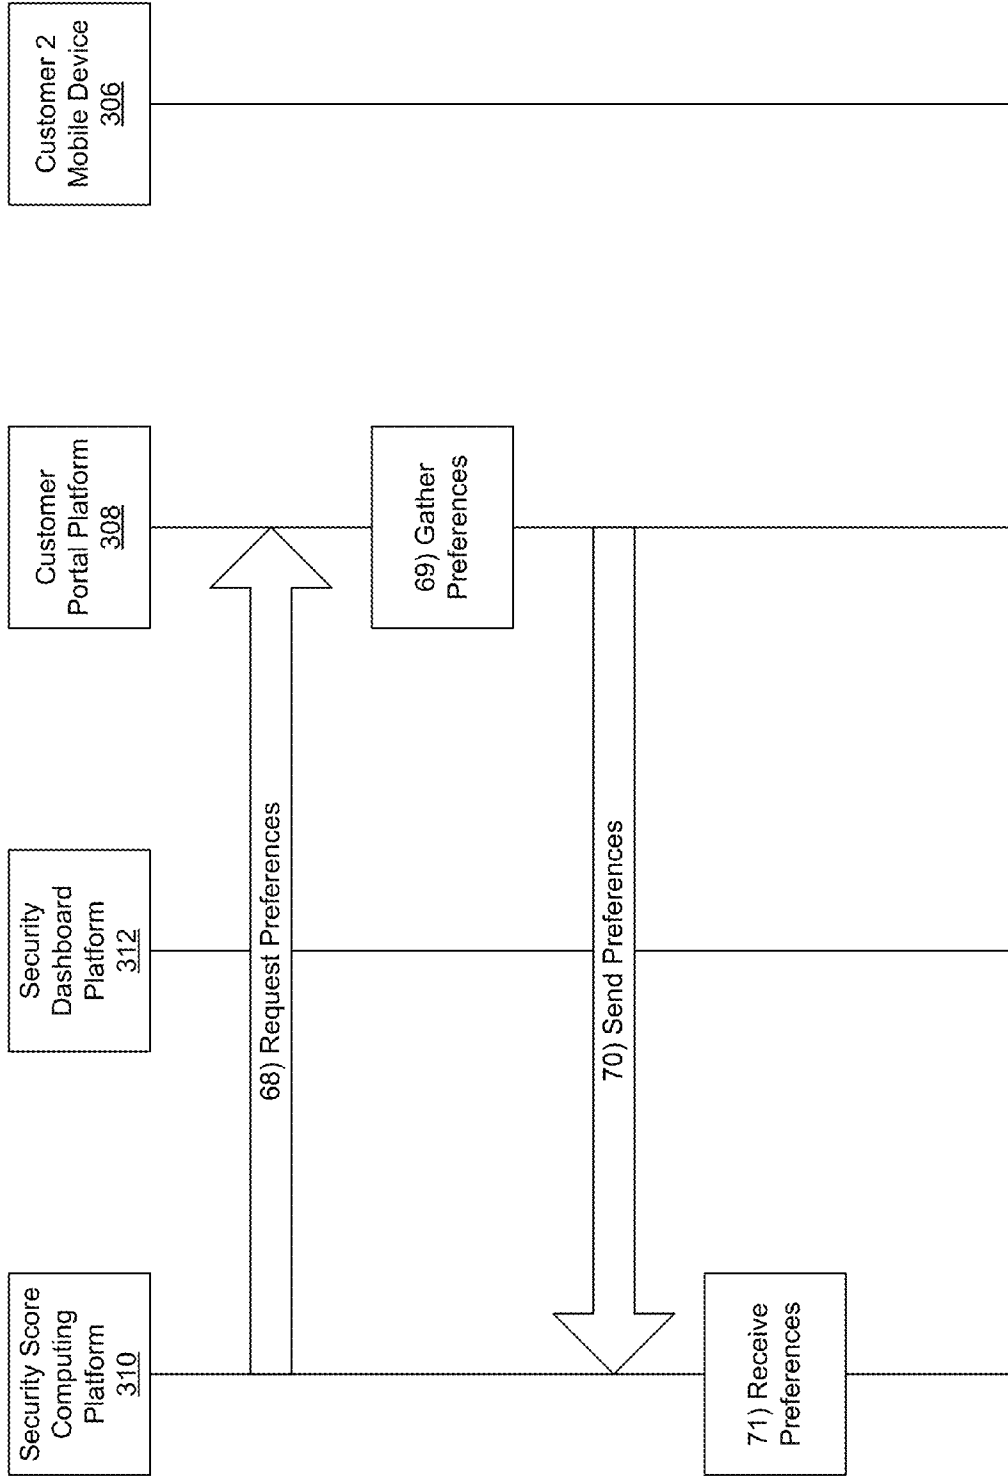 Security Score
Computing
Platform
310
Security
Dashboard
Platform
312
Customer
Portal Platform
308
Customer 2
Mobile Device
306
68) Request Preferences
69) Gather
Preferences
70) Send Preferences
71) Receive
Preferences